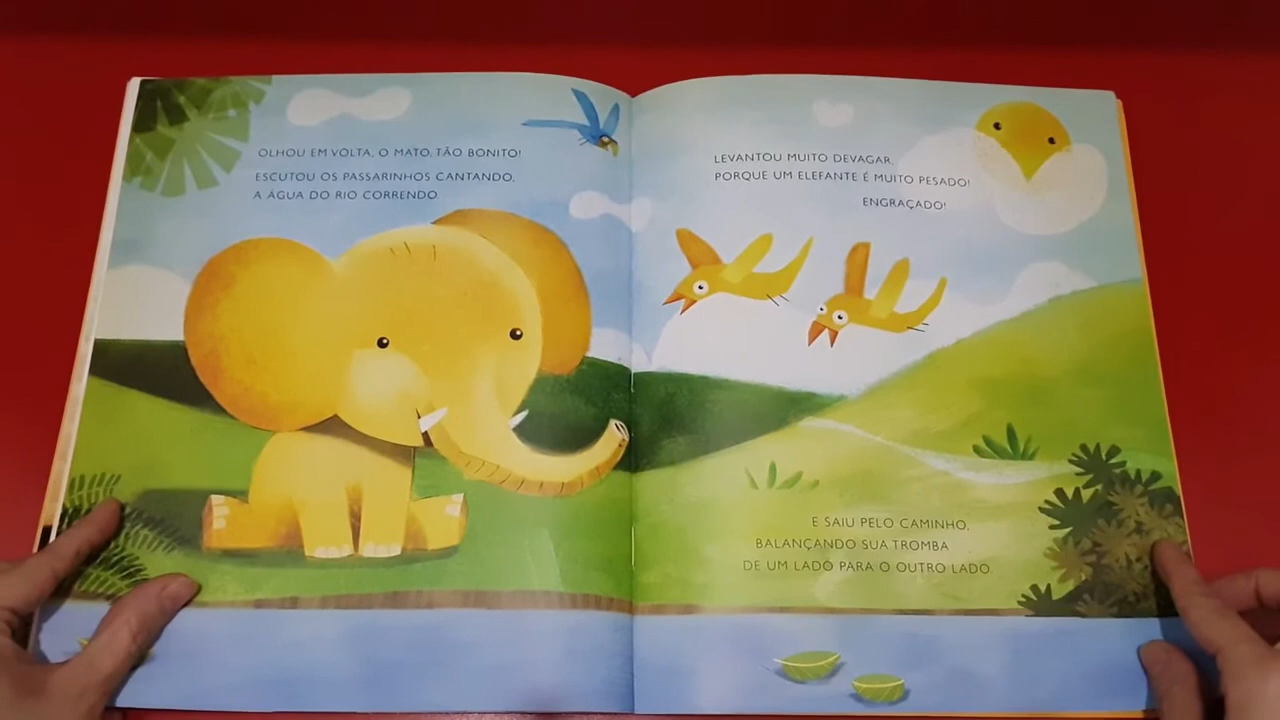 OLHOU EM VOLTA, O MATO, TÃO BONITO!
ESCUTOU OS PASSARINHOS CANTANDO,
A ÁGUA DO RIO CORRENDO.
LEVANTOU MUITO DEVAGAR,
PORQUE UM ELEFANTE É MUITO PESADO!
ENGRAÇADO!
E SAIU PELO CAMINHO,
BALANÇANDO SUA TROMBA
DE UM LADO PARA O OUTRO LADO.